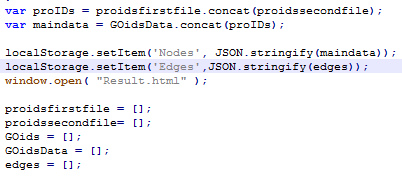 var proIDs = proidsfirstfile.concat(proidssecondfile);
var maindata = GOidsData.concat(proIDs);
localStorage.setItem('Nodes', JSON.stringify(maindata));
localStorage.setItem('Edges',JSON.stringify(edges));
window.open( "Result.html" );
proidsfirstfile = [];
proidssecondfile= [];
GOids = [];
GOidsData = [];
edges = [];